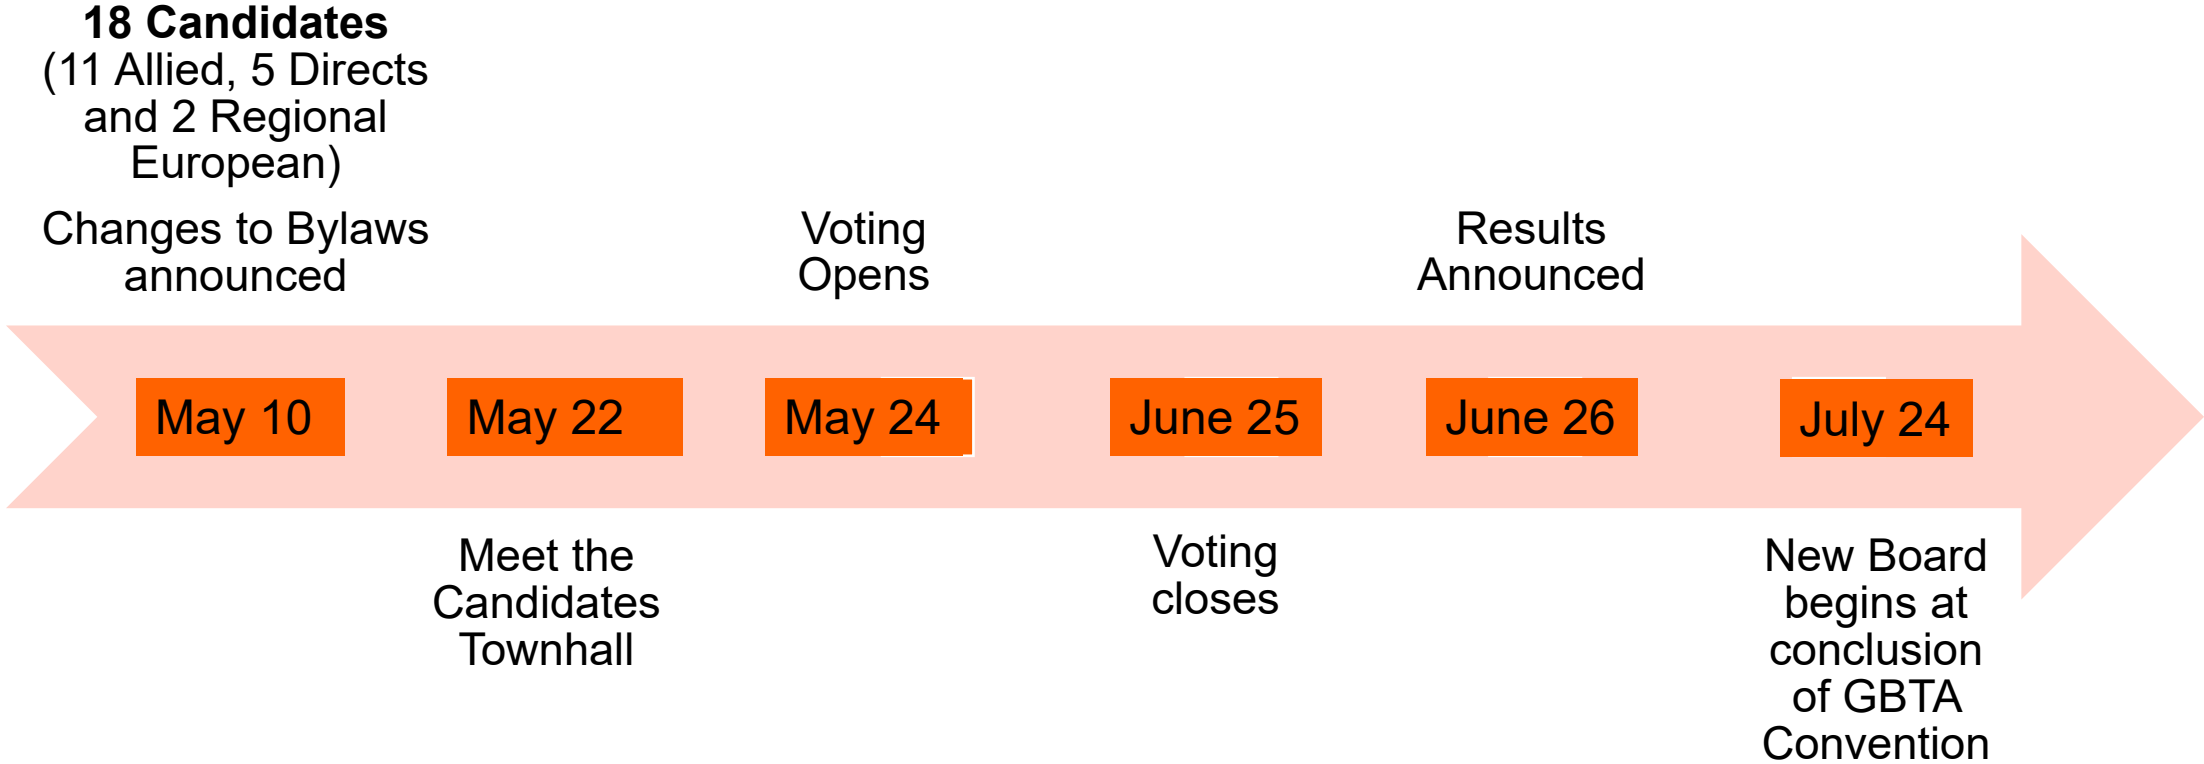 18 Candidates
(11 Allied, 5 Directs
and 2 Regional
European)
Changes to Bylaws
announced
Voting
Opens
Results
Announced
May 10
May 22
May 24
June 25
June 26
July 24
Meet the
Candidates
Townhall
Voting
closes
New Board
begins at
conclusion
of GBTA
Convention